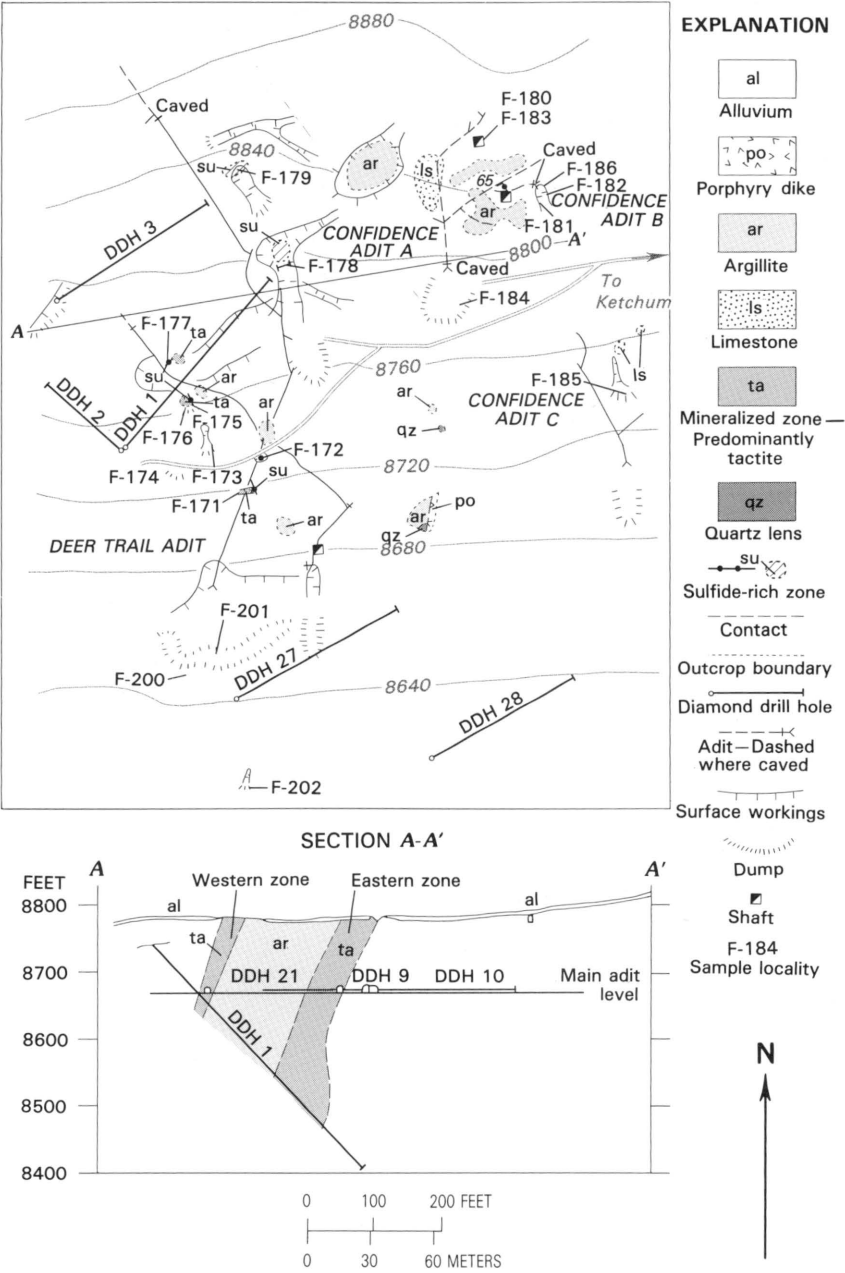 8880
Caved
F-180
F-183
8840
su
F-179
ar
ls
65
Caved
F-186
F-182
CONFIDENCE
ADIT B
ar
F-181
DDH 3
su
CONFIDENCE
ADIT A
8800
A'
F-178
Caved
To
Ketchum
F-184
A
F-177
ta
8760
su
ar
ta
F-175
F-176
DDH 2
DDH 1
ar
ar
CONFIDENCE
ADIT C
F-185
ls
qz
F-172
8720
F-174
F-173
su
F-171
ta
ar
ar
po
qz
DEER TRAIL ADIT
8680
F-201
F-200
DDH 27
8640
DDH 28
F-202
EXPLANATION
al
Alluvium
po
Porphyry dike
ar
Argillite
ls
Limestone
ta
Mineralized zone—
Predominantly
tactite
qz
Quartz lens
su
Sulfide-rich zone
Contact
Outcrop boundary
Diamond drill hole
Adit—Dashed
where caved
Surface workings
Dump
Shaft
F-184
Sample locality
N
SECTION A-A'
A
A'
FEET
Western zone
Eastern zone
8800
al
al
ta
ar
ta
8700
DDH 21
DDH 9
DDH 10
Main adit
level
8600
DDH 1
8500
8400
0 100 200 FEET
0 30 60 METERS